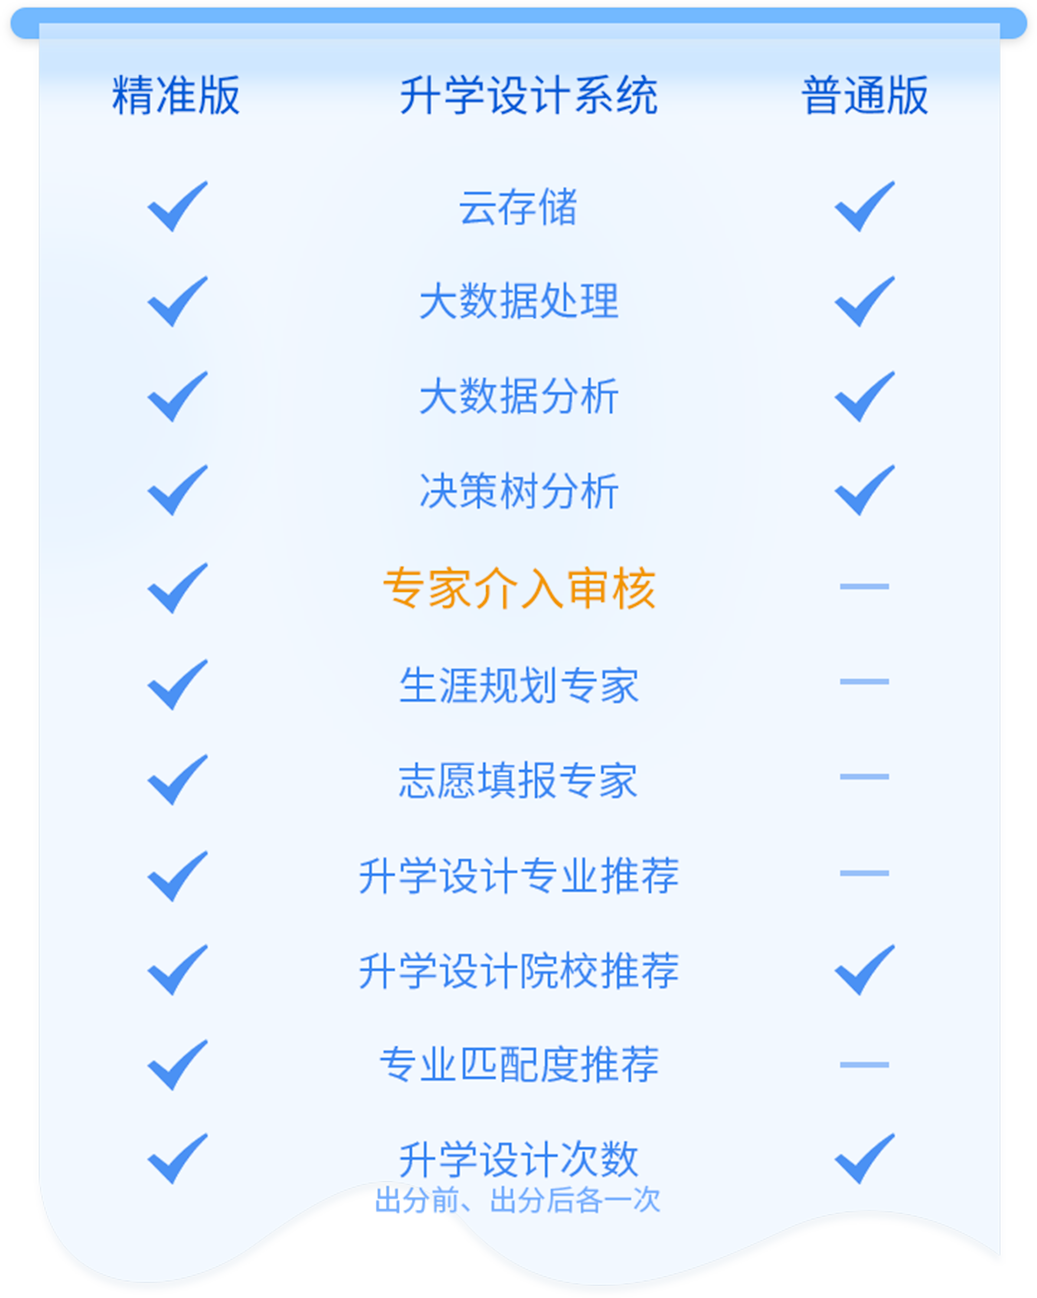 精准版 升学设计系统 普通版
云存储
大数据处理
大数据分析
决策树分析
专家介入审核
生涯规划专家
志愿填报专家
升学设计专业推荐
升学设计院校推荐
专业匹配度推荐
升学设计次数
出分前、出分后各一次